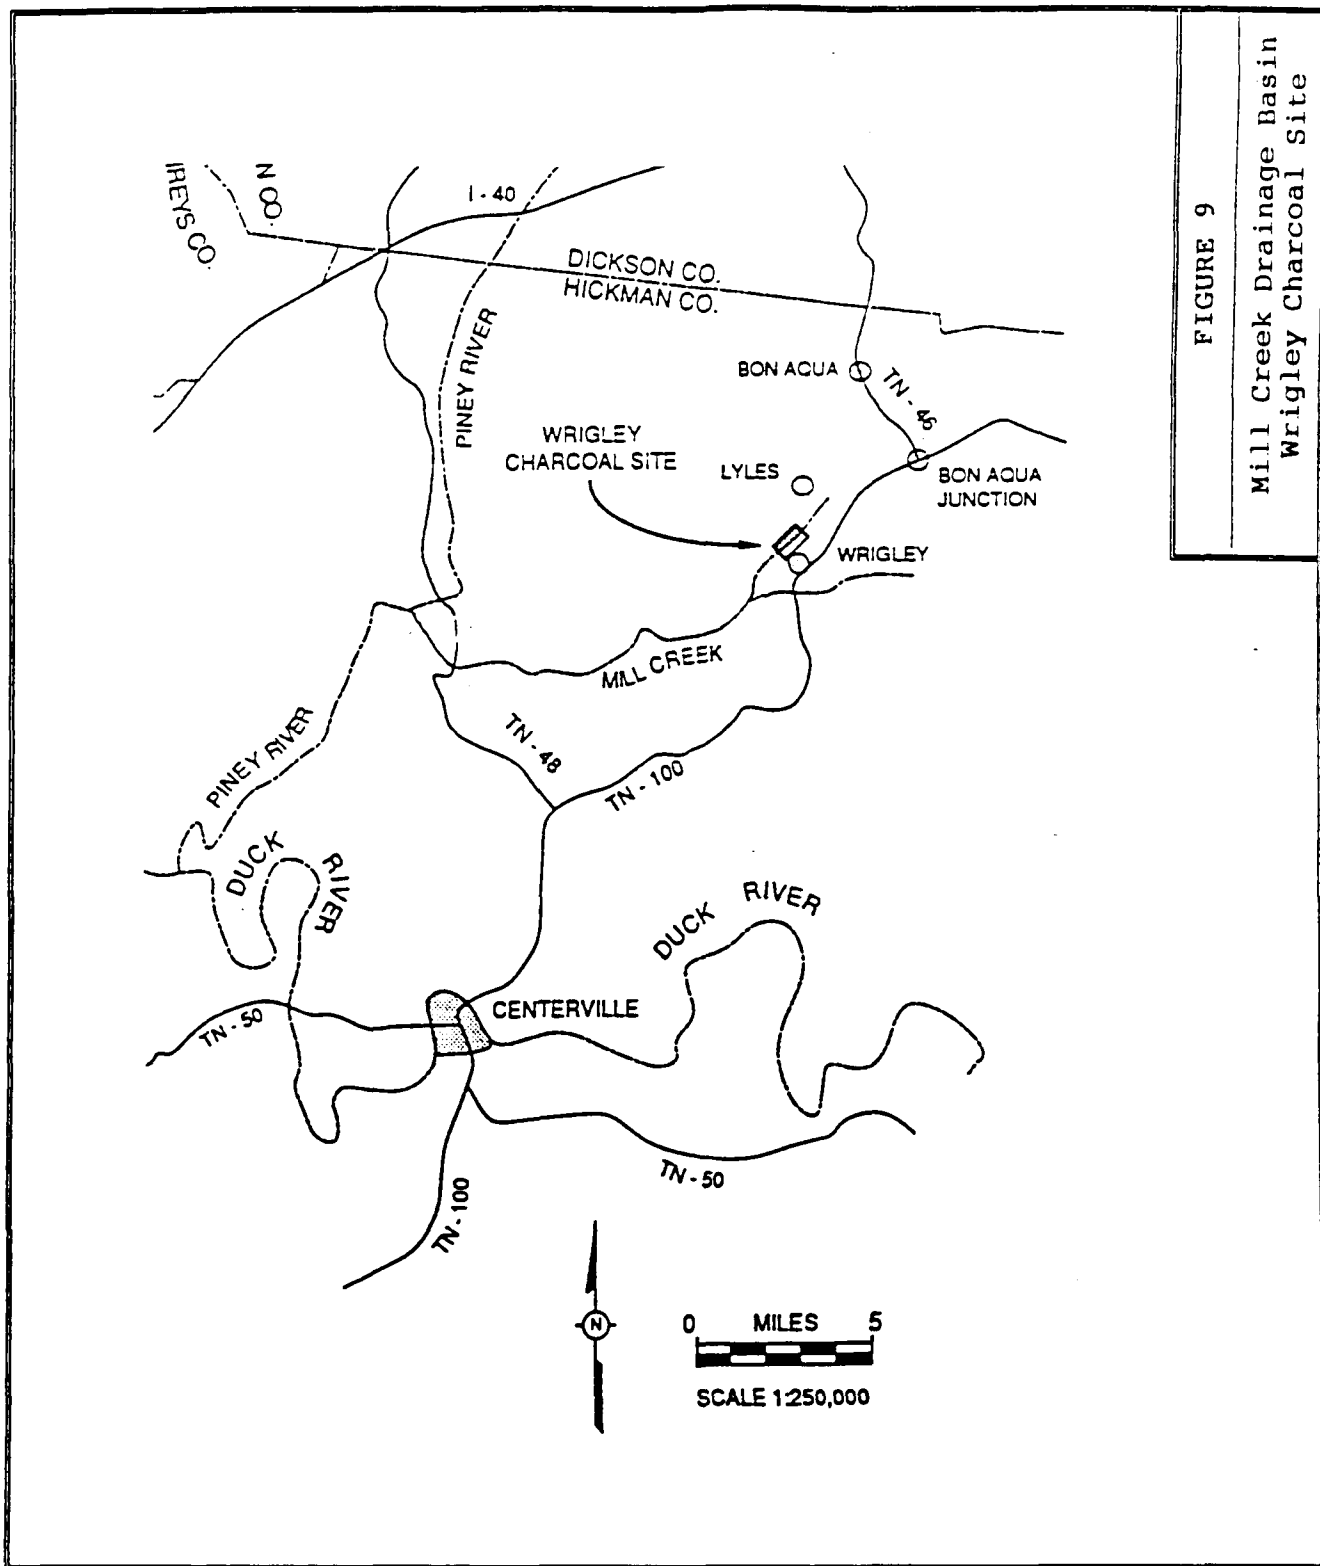 FIGURE 9
Mill Creek Drainage Basin
Wrigley Charcoal Site
IREYS CO.
N CO.
I - 40
DICKSON CO.
HICKMAN CO.
PINEY RIVER
BON AQUA
TN - 46
WRIGLEY
CHARCOAL SITE
LYLES
BON AQUA
JUNCTION
WRIGLEY
MILL CREEK
PINEY RIVER
TN - 48
TN - 100
DUCK RIVER
DUCK RIVER
CENTERVILLE
TN - 50
TN - 50
TN - 100
N
0 MILES 5
SCALE 1:250,000